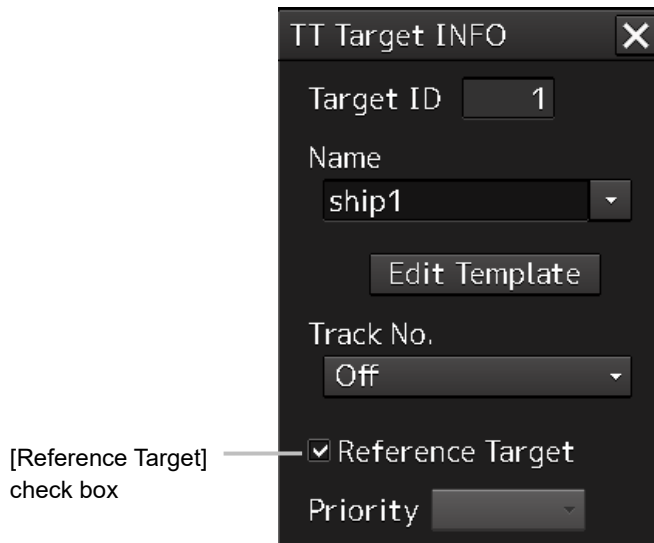 TT Target INFO
Target ID 1
Name
ship1
Edit Template
Track No.
Off
[Reference Target]
check box
Reference Target
Priority